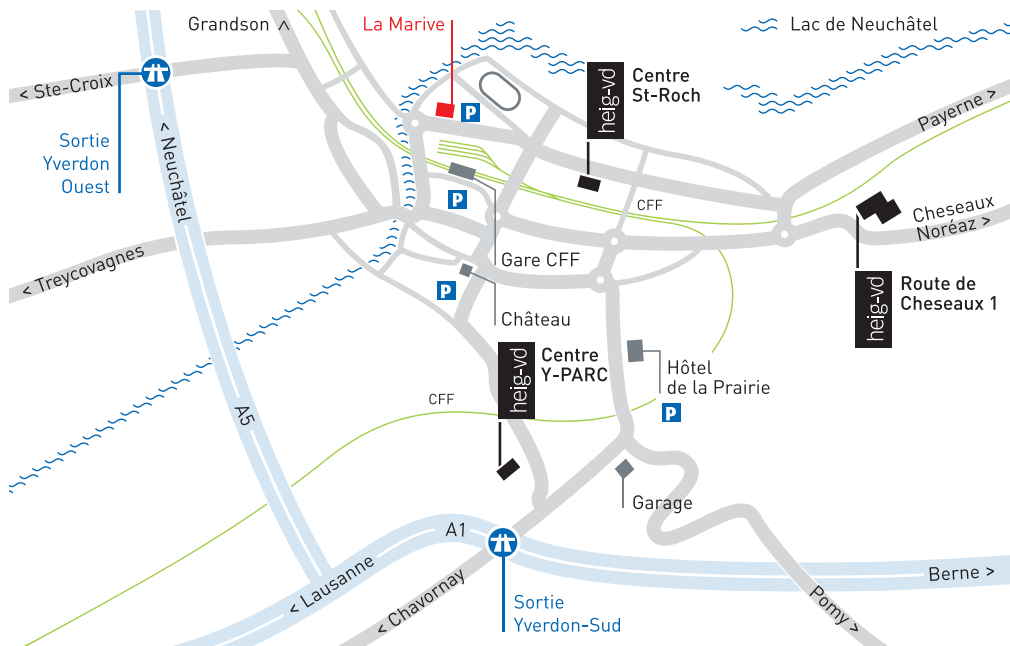 Grandson >
La Marive
Lac de Neuchâtel
< Ste-Croix
heig-vd
Centre
St-Roch
Payerne >
P
Sortie
Yverdon
Ouest
< Neuchâtel
P
CFF
Cheseaux
Noréaz >
< Treycovagnes
Gare CFF
P
heig-vd
Route de
Cheseaux 1
Château
heig-vd
Centre
Y-PARC
Hôtel
de la Prairie
CFF
P
A5
Garage
A1
< Lausanne
Berne >
< Chavornay
Pomy >
Sortie
Yverdon-Sud